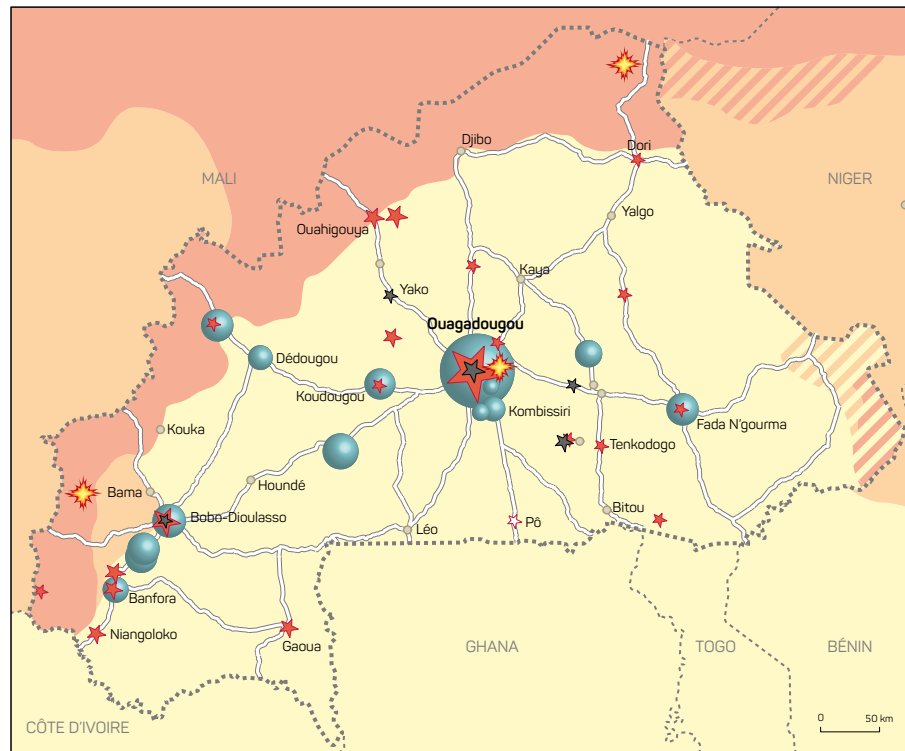 Djibo
Dori
MALI
NIGER
Yalgo
Ouahigouya
Kaya
Yako
Ouagadougou
Dédougou
Koudougou
Kombissiri
Fada N'gourma
Kouka
Tenkodogo
Houndé
Bama
Bitou
Bobo-Dioulasso
Léo
Pô
Banfora
Niangoloko
Gaoua
GHANA
TOGO
BÉNIN
CÔTE D'IVOIRE
0 50 km